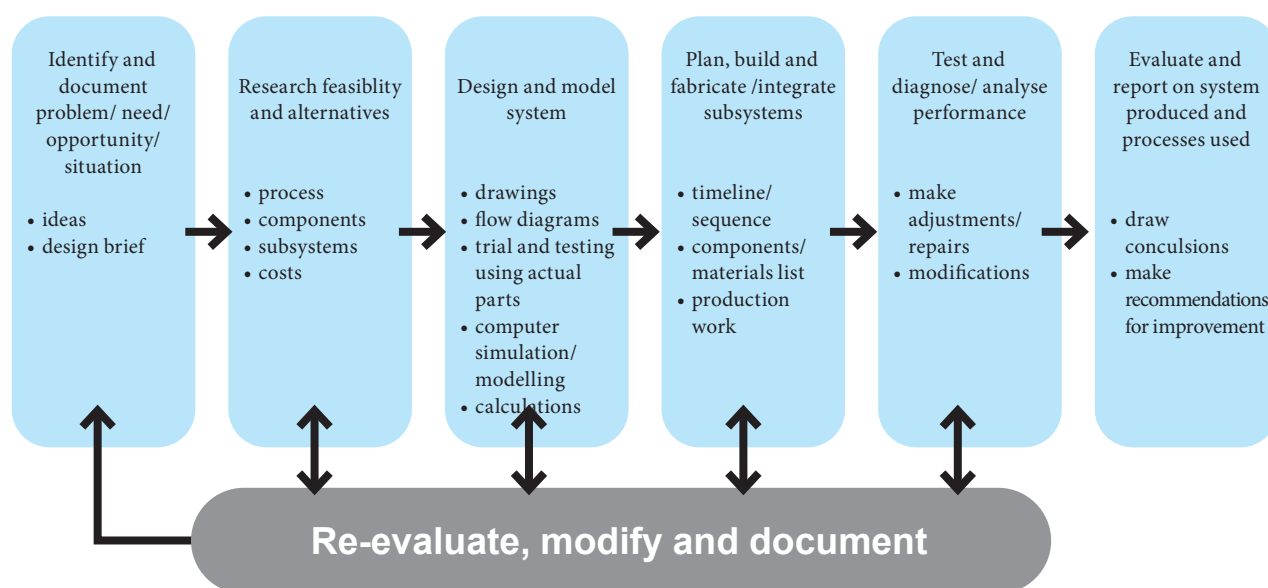 Identify and
document
problem/ need/
opportunity/
situation
• ideas
• design brief
Research feasiblity
and alternatives
• process
• components
• subsystems
• costs
Design and model
system
• drawings
• flow diagrams
• trial and testing
using actual
parts
• computer
simulation/
modelling
• calculations
Plan, build and
fabricate /integrate
subsystems
• timeline/
sequence
• components/
materials list
• production
work
Test and
diagnose/ analyse
performance
• make
adjustments/
repairs
• modifications
Evaluate and
report on system
produced and
processes used
• draw
conculsions
• make
recommendations
for improvement
Re-evaluate, modify and document